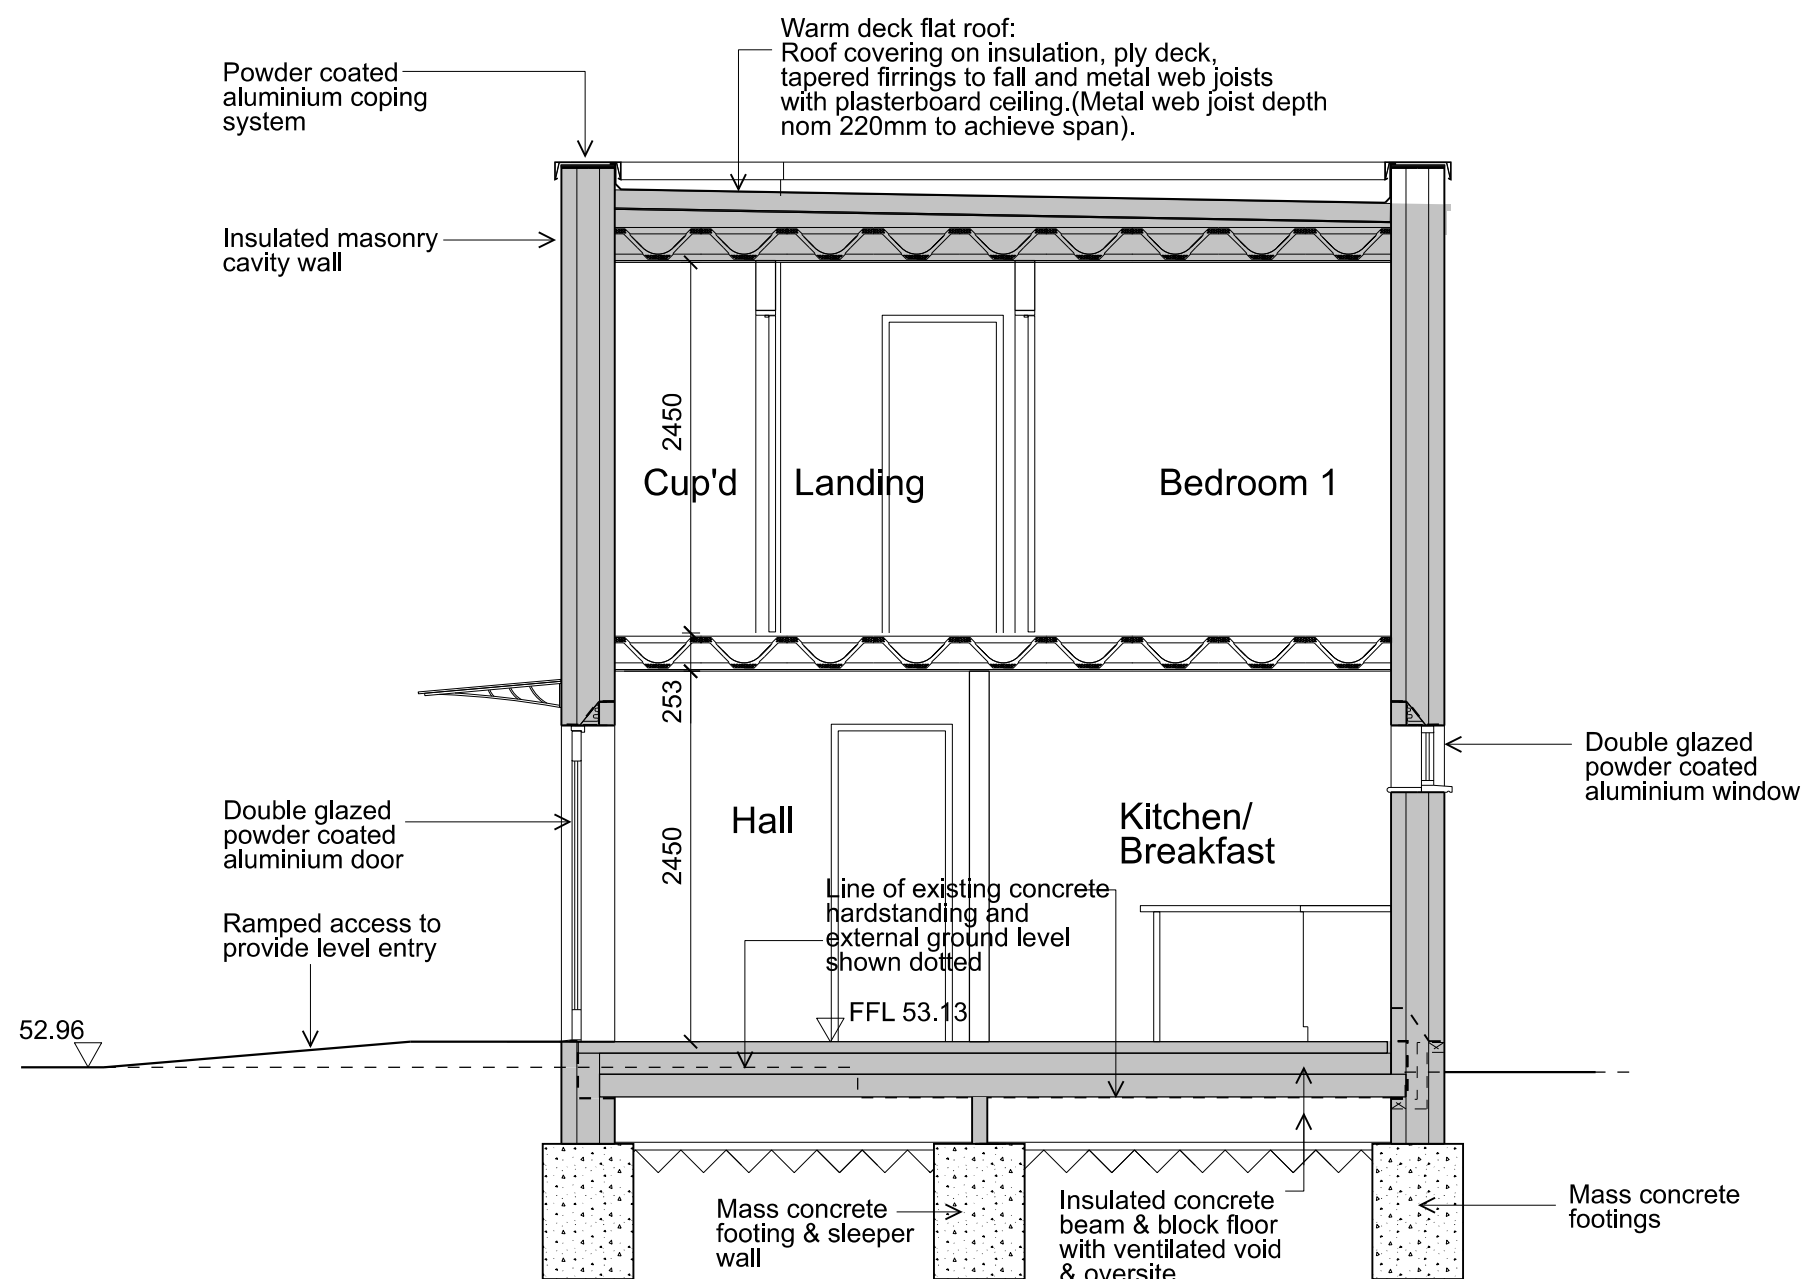 Warm deck flat roof:
Roof covering on insulation, ply deck,
tapered firrings to fall and metal web joists
with plasterboard ceiling.(Metal web joist depth
nom 220mm to achieve span).
Powder coated
aluminium coping
system
Insulated masonry
cavity wall
2450
Cup'd
Landing
Bedroom 1
253
Double glazed
powder coated
aluminium window
Double glazed
powder coated
aluminium door
Hall
Kitchen/
Breakfast
2450
Line of existing concrete
hardstanding and
external ground level
shown dotted
Ramped access to
provide level entry
FFL 53.13
52.96
Mass concrete
footing & sleeper
wall
Insulated concrete
beam & block floor
with ventilated void
& oversite
Mass concrete
footings